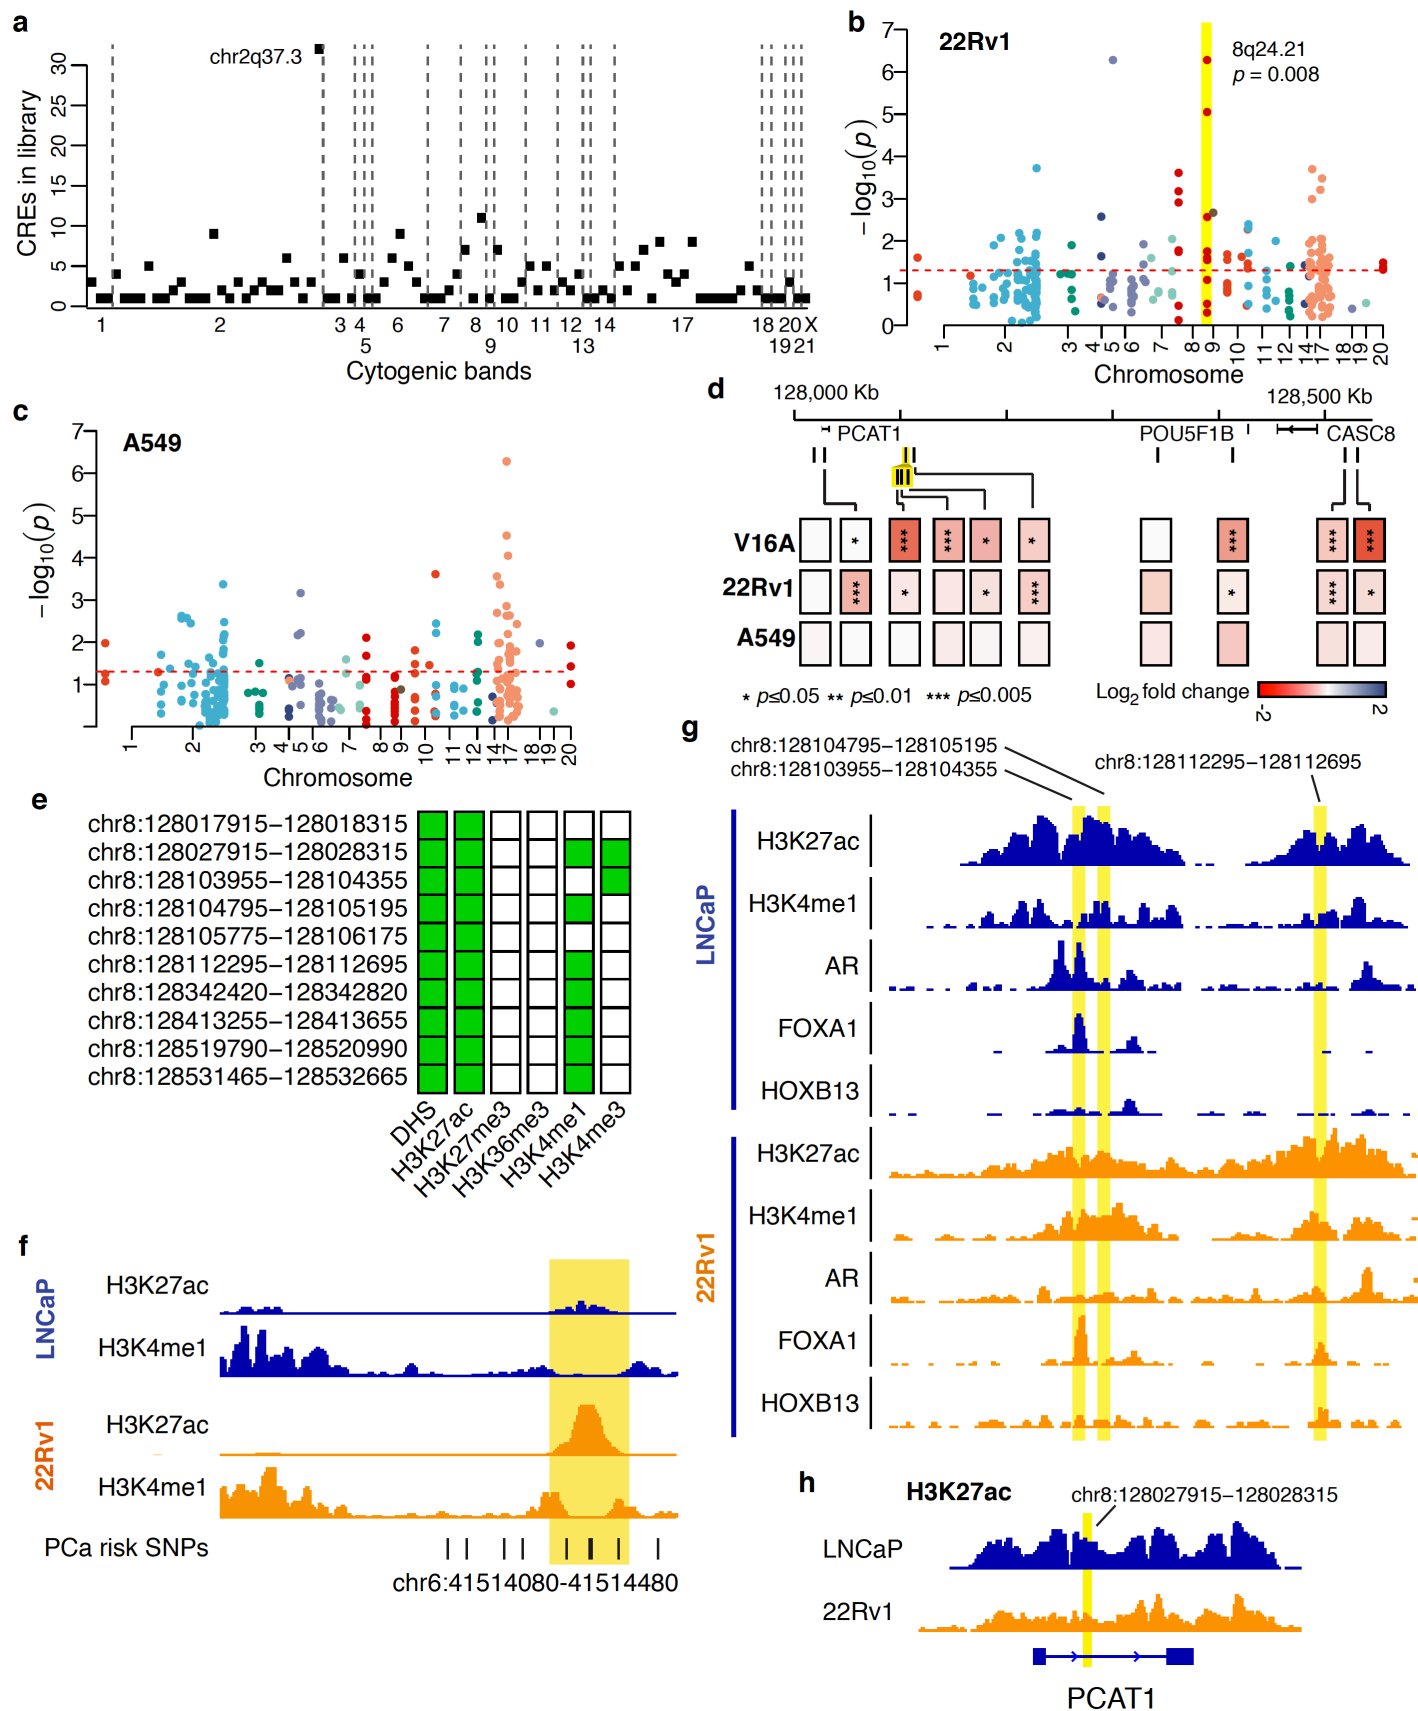 a
chr2q37.3
CREs in library
0
5
10
15
20
25
30
1
2
3
4
5
6
7
8
9
10
11
12
13
14
17
18
19
20
21
X
Cytogenic bands
b
22Rv1
8q24.21
p = 0.008
−log10(p)
0
1
2
3
4
5
6
7
1
2
3
4
5
6
7
8
9
10
11
12
14
17
18
19
20
Chromosome
c
A549
−log10(p)
1
2
3
4
5
6
7
1
2
3
4
5
6
7
8
9
10
11
12
14
17
18
19
20
Chromosome
d
128,000 Kb
128,500 Kb
PCAT1
POU5F1B
CASC8
V16A
* *** *** * * *** *** ***
22Rv1
*** * * *** * *** *
A549
* p≤0.05 ** p≤0.01 *** p≤0.005
Log2 fold change
-2
2
e
chr8:128017915−128018315
chr8:128027915−128028315
chr8:128103955−128104355
chr8:128104795−128105195
chr8:128105775−128106175
chr8:128112295−128112695
chr8:128342420−128342820
chr8:128413255−128413655
chr8:128519790−128520990
chr8:128531465−128532665
DHS
H3K27ac
H3K27me3
H3K36me3
H3K4me1
H3K4me3
f
LNCaP
H3K27ac
H3K4me1
22Rv1
H3K27ac
H3K4me1
PCa risk SNPs
chr6:41514080-41514480
g
chr8:128104795−128105195
chr8:128103955−128104355
chr8:128112295−128112695
LNCaP
H3K27ac
H3K4me1
AR
FOXA1
HOXB13
22Rv1
H3K27ac
H3K4me1
AR
FOXA1
HOXB13
h
H3K27ac
chr8:128027915−128028315
LNCaP
22Rv1
PCAT1